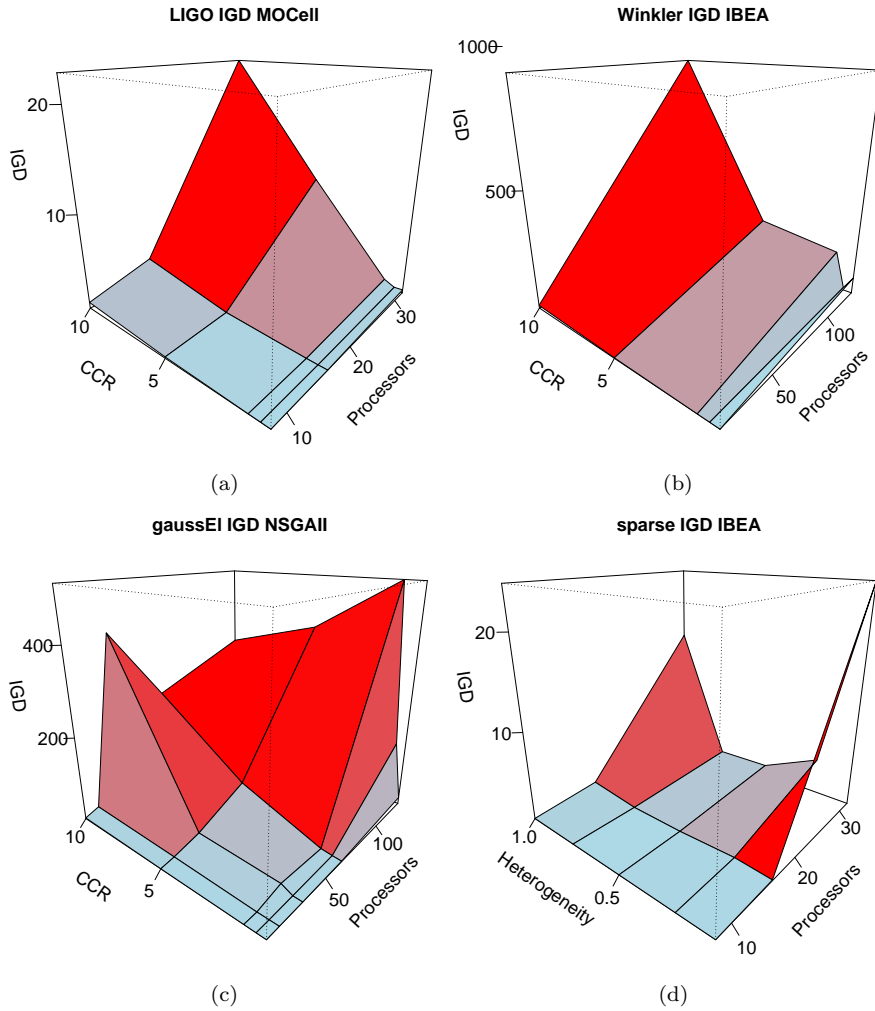 LIGO IGD MOCell
20
10
IGD
10
5
CCR
10
20
30
Processors
(a)
Winkler IGD IBEA
1000
500
IGD
10
5
CCR
50
100
Processors
(b)
gaussEl IGD NSGAII
400
200
IGD
10
5
CCR
50
100
Processors
(c)
sparse IGD IBEA
20
10
IGD
1.0
0.5
Heterogeneity
10
20
30
Processors
(d)